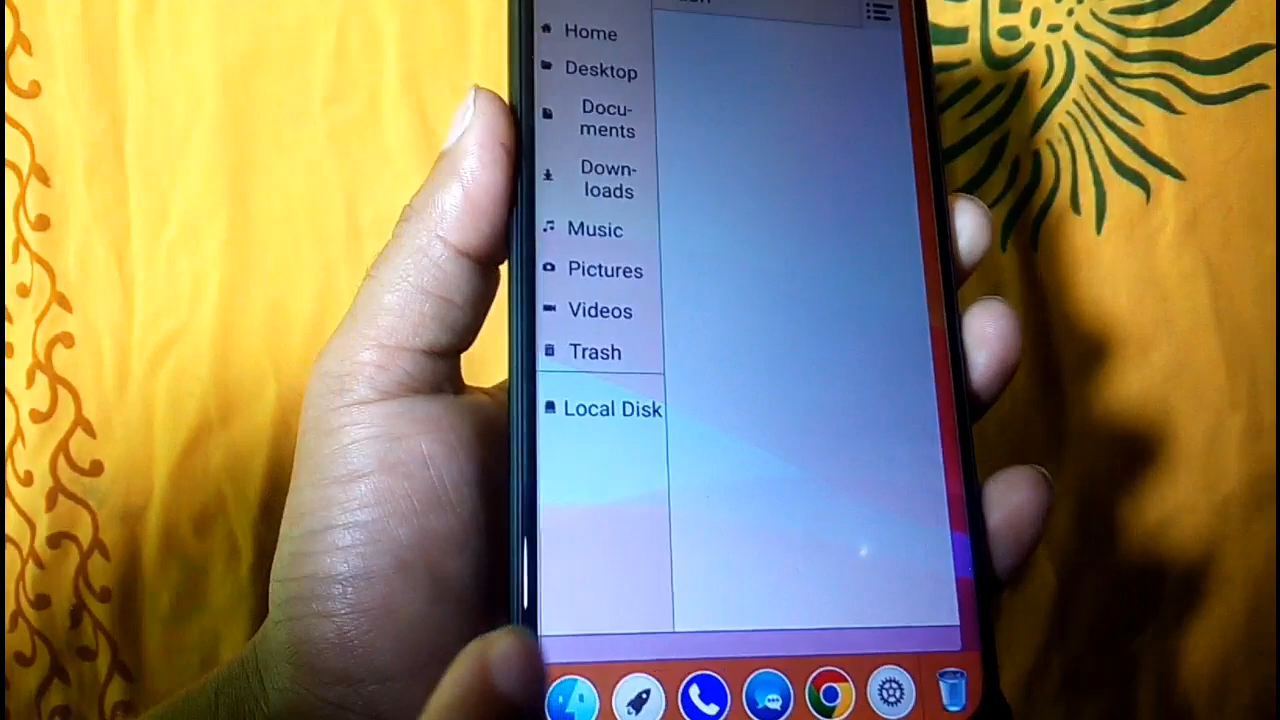 Home
Desktop
Docu-
ments
Down-
loads
Music
Pictures
Videos
Trash
Local Disk